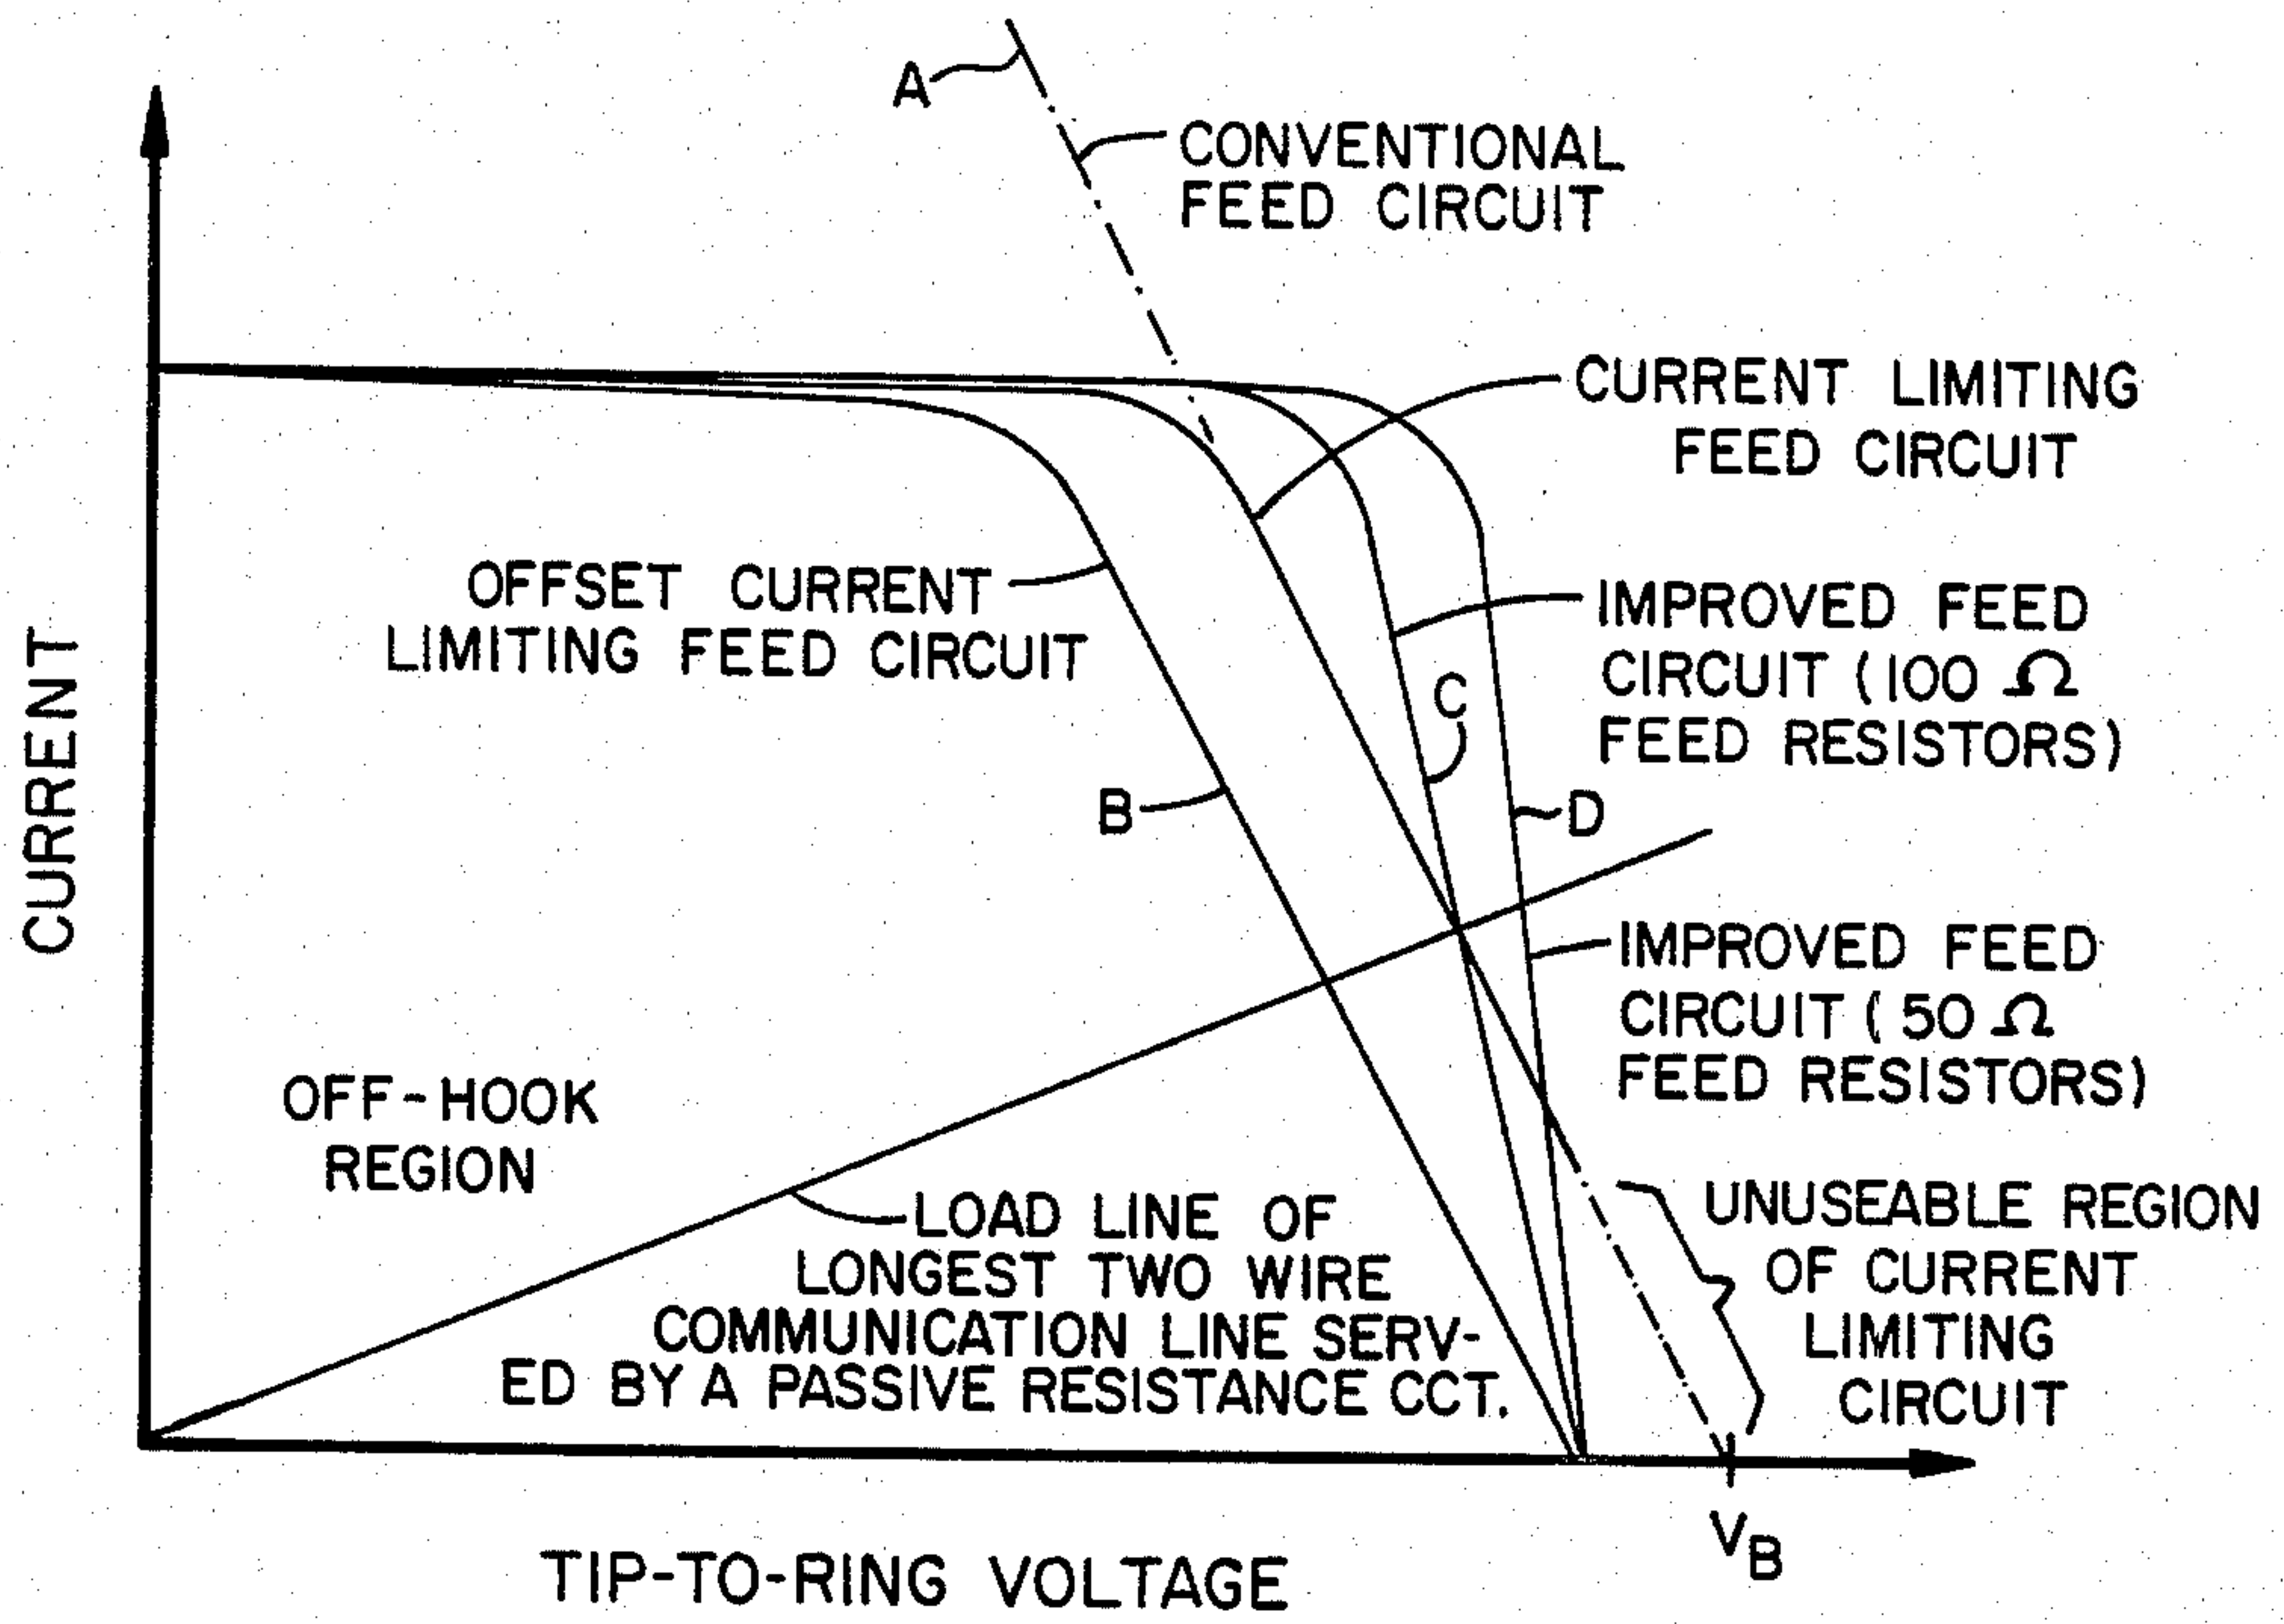 A
CONVENTIONAL
FEED CIRCUIT
CURRENT LIMITING
FEED CIRCUIT
OFFSET CURRENT
LIMITING FEED CIRCUIT
IMPROVED FEED
CIRCUIT (100 Ω
FEED RESISTORS)
C
B
D
CURRENT
IMPROVED FEED
CIRCUIT (50 Ω
FEED RESISTORS)
OFF-HOOK
REGION
LOAD LINE OF
LONGEST TWO WIRE
COMMUNICATION LINE SERV-
ED BY A PASSIVE RESISTANCE CCT.
UNUSEABLE REGION
OF CURRENT
LIMITING
CIRCUIT
VB
TIP-TO-RING VOLTAGE